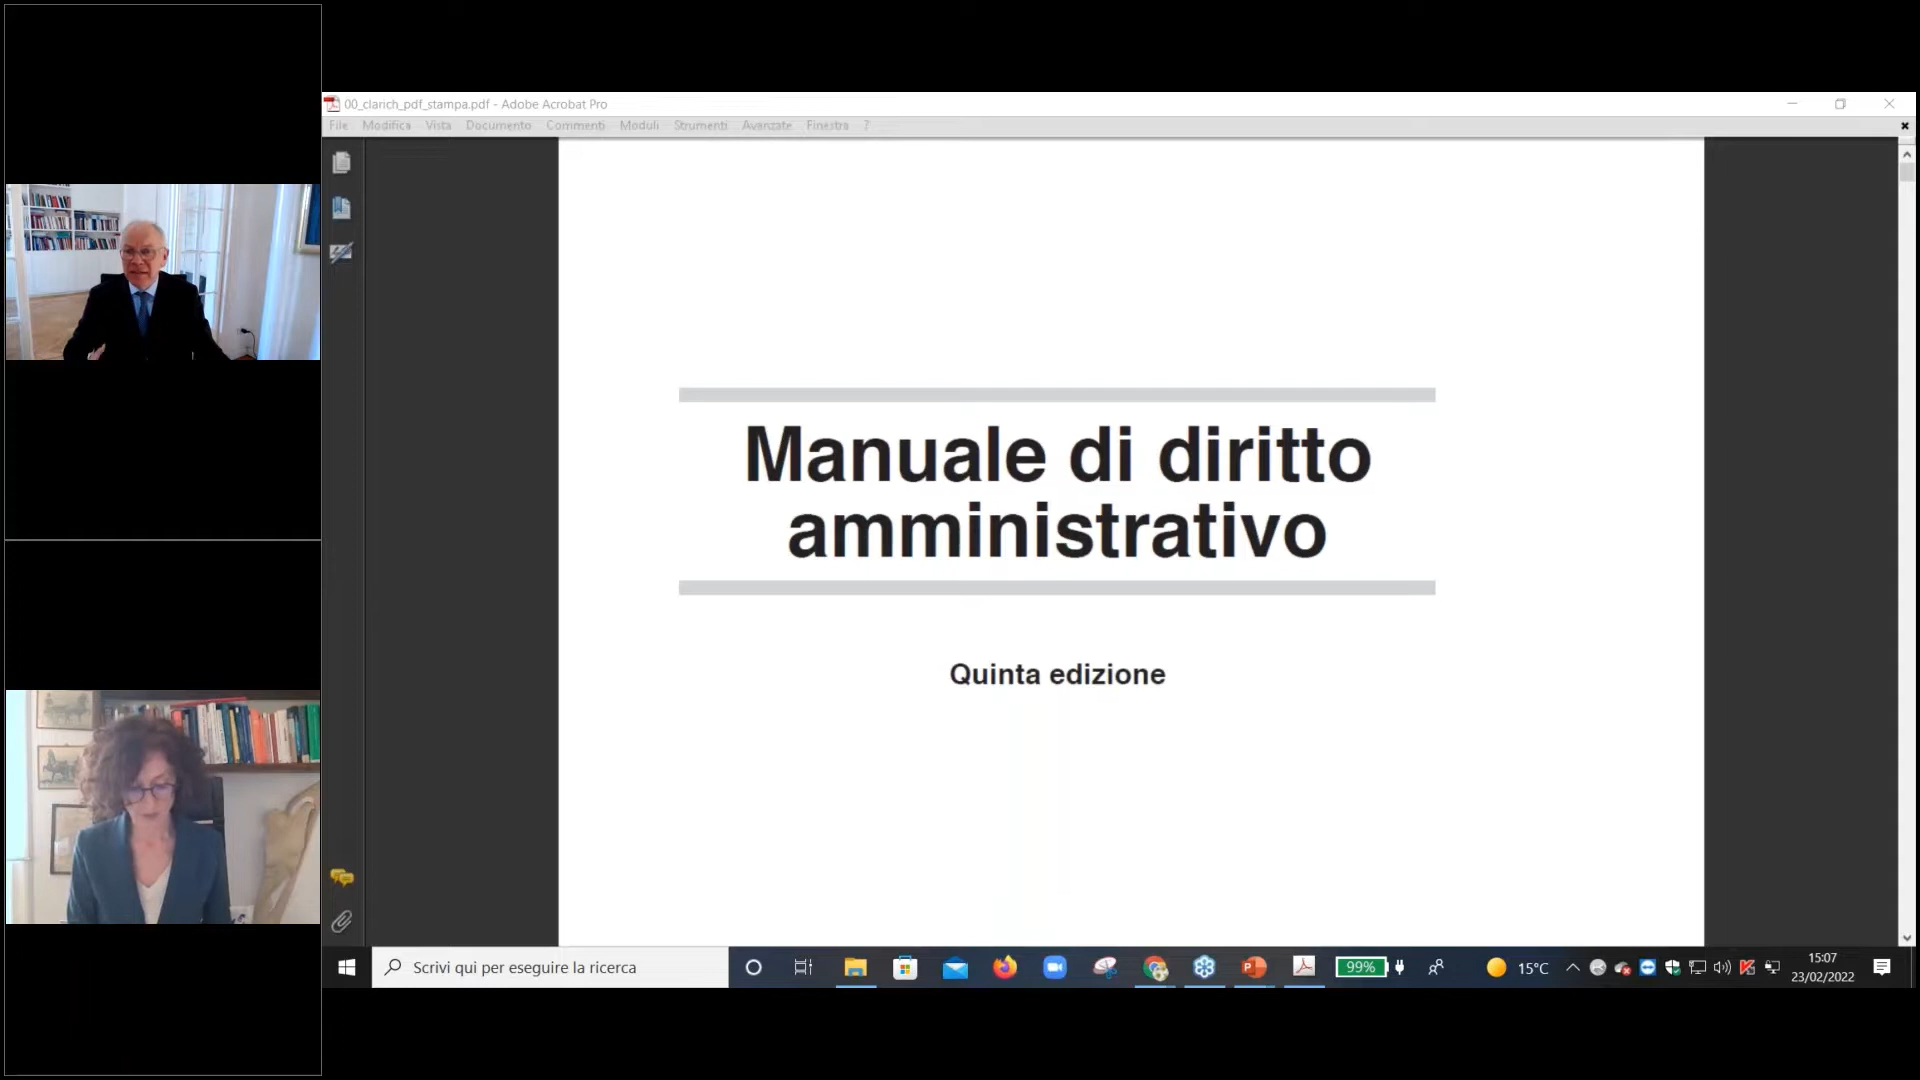 00_clarich_pdf_stampa.pdf - Adobe Acrobat Pro
File Modifica Vista Documento Commenti Moduli Strumenti Avanzate Finestra ?
Manuale di diritto
amministrativo
Quinta edizione
Scrivi qui per eseguire la ricerca
99%
15°C
15:07
23/02/2022